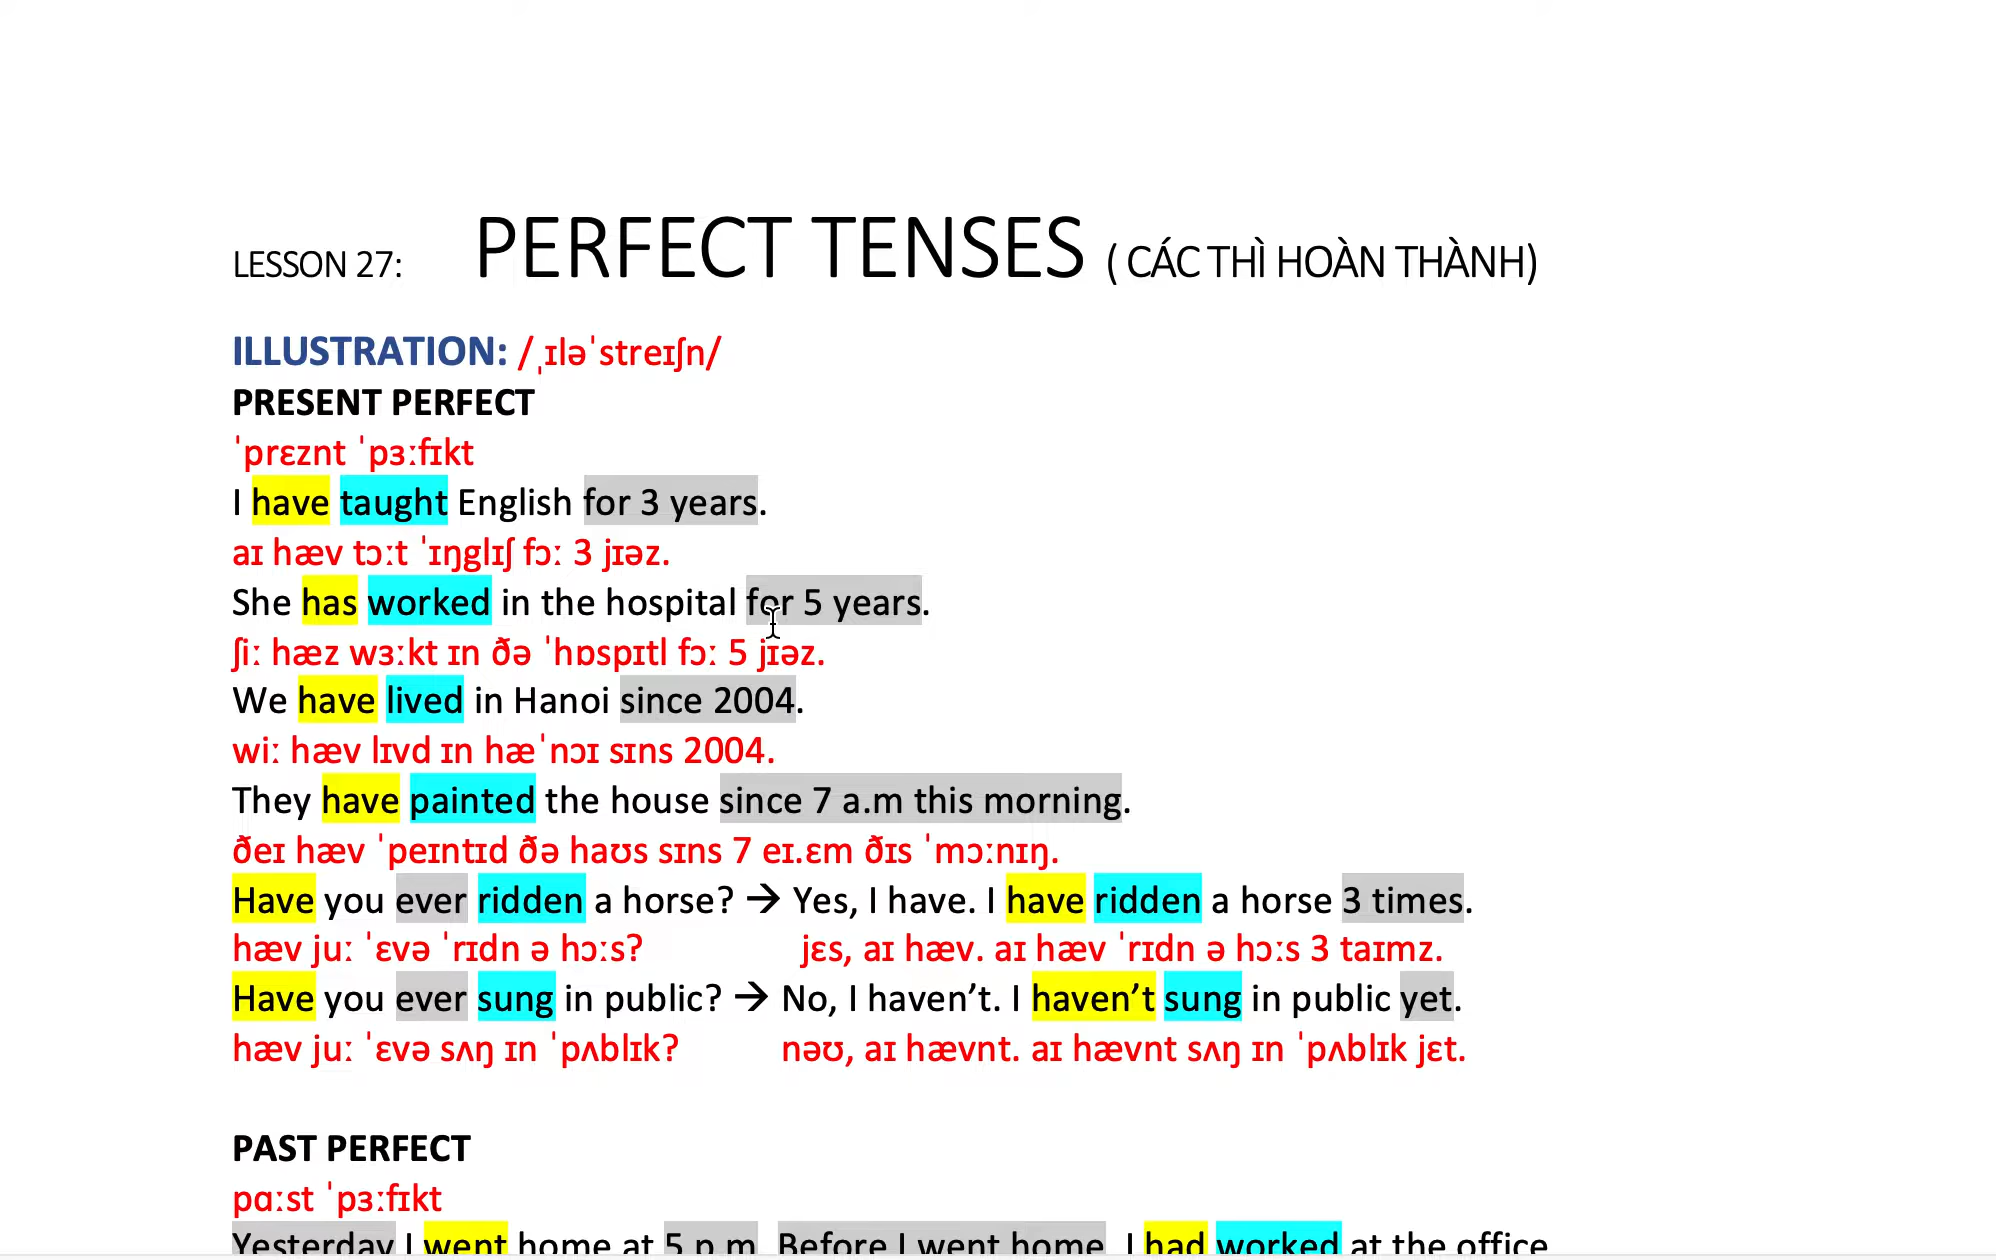 LESSON 27: PERFECT TENSES ( CÁC THÌ HOÀN THÀNH)
ILLUSTRATION: /ˌɪləˈstreɪʃn/
PRESENT PERFECT
ˈprɛznt ˈpɜːfɪkt
I have taught English for 3 years.
aɪ hæv tɔːt ˈɪŋglɪʃ fɔː 3 jɪəz.
She has worked in the hospital for 5 years.
ʃiː hæz wɜːkt ɪn ðə ˈhɒspɪtl fɔː 5 jɪəz.
We have lived in Hanoi since 2004.
wiː hæv lɪvd ɪn hæˈnɔɪ sɪns 2004.
They have painted the house since 7 a.m this morning.
ðeɪ hæv ˈpeɪntɪd ðə haʊs sɪns 7 eɪ.ɛm ðɪs ˈmɔːnɪŋ.
Have you ever ridden a horse? → Yes, I have. I have ridden a horse 3 times.
hæv juː ˈɛvə ˈrɪdn ə hɔːs? jɛs, aɪ hæv. aɪ hæv ˈrɪdn ə hɔːs 3 taɪmz.
Have you ever sung in public? → No, I haven’t. I haven’t sung in public yet.
hæv juː ˈɛvə sʌŋ ɪn ˈpʌblɪk? nəʊ, aɪ hævnt. aɪ hævnt sʌŋ ɪn ˈpʌblɪk jɛt.
PAST PERFECT
pɑːst ˈpɜːfɪkt
Yesterday I went home at 5 p.m. Before I went home, I had worked at the office